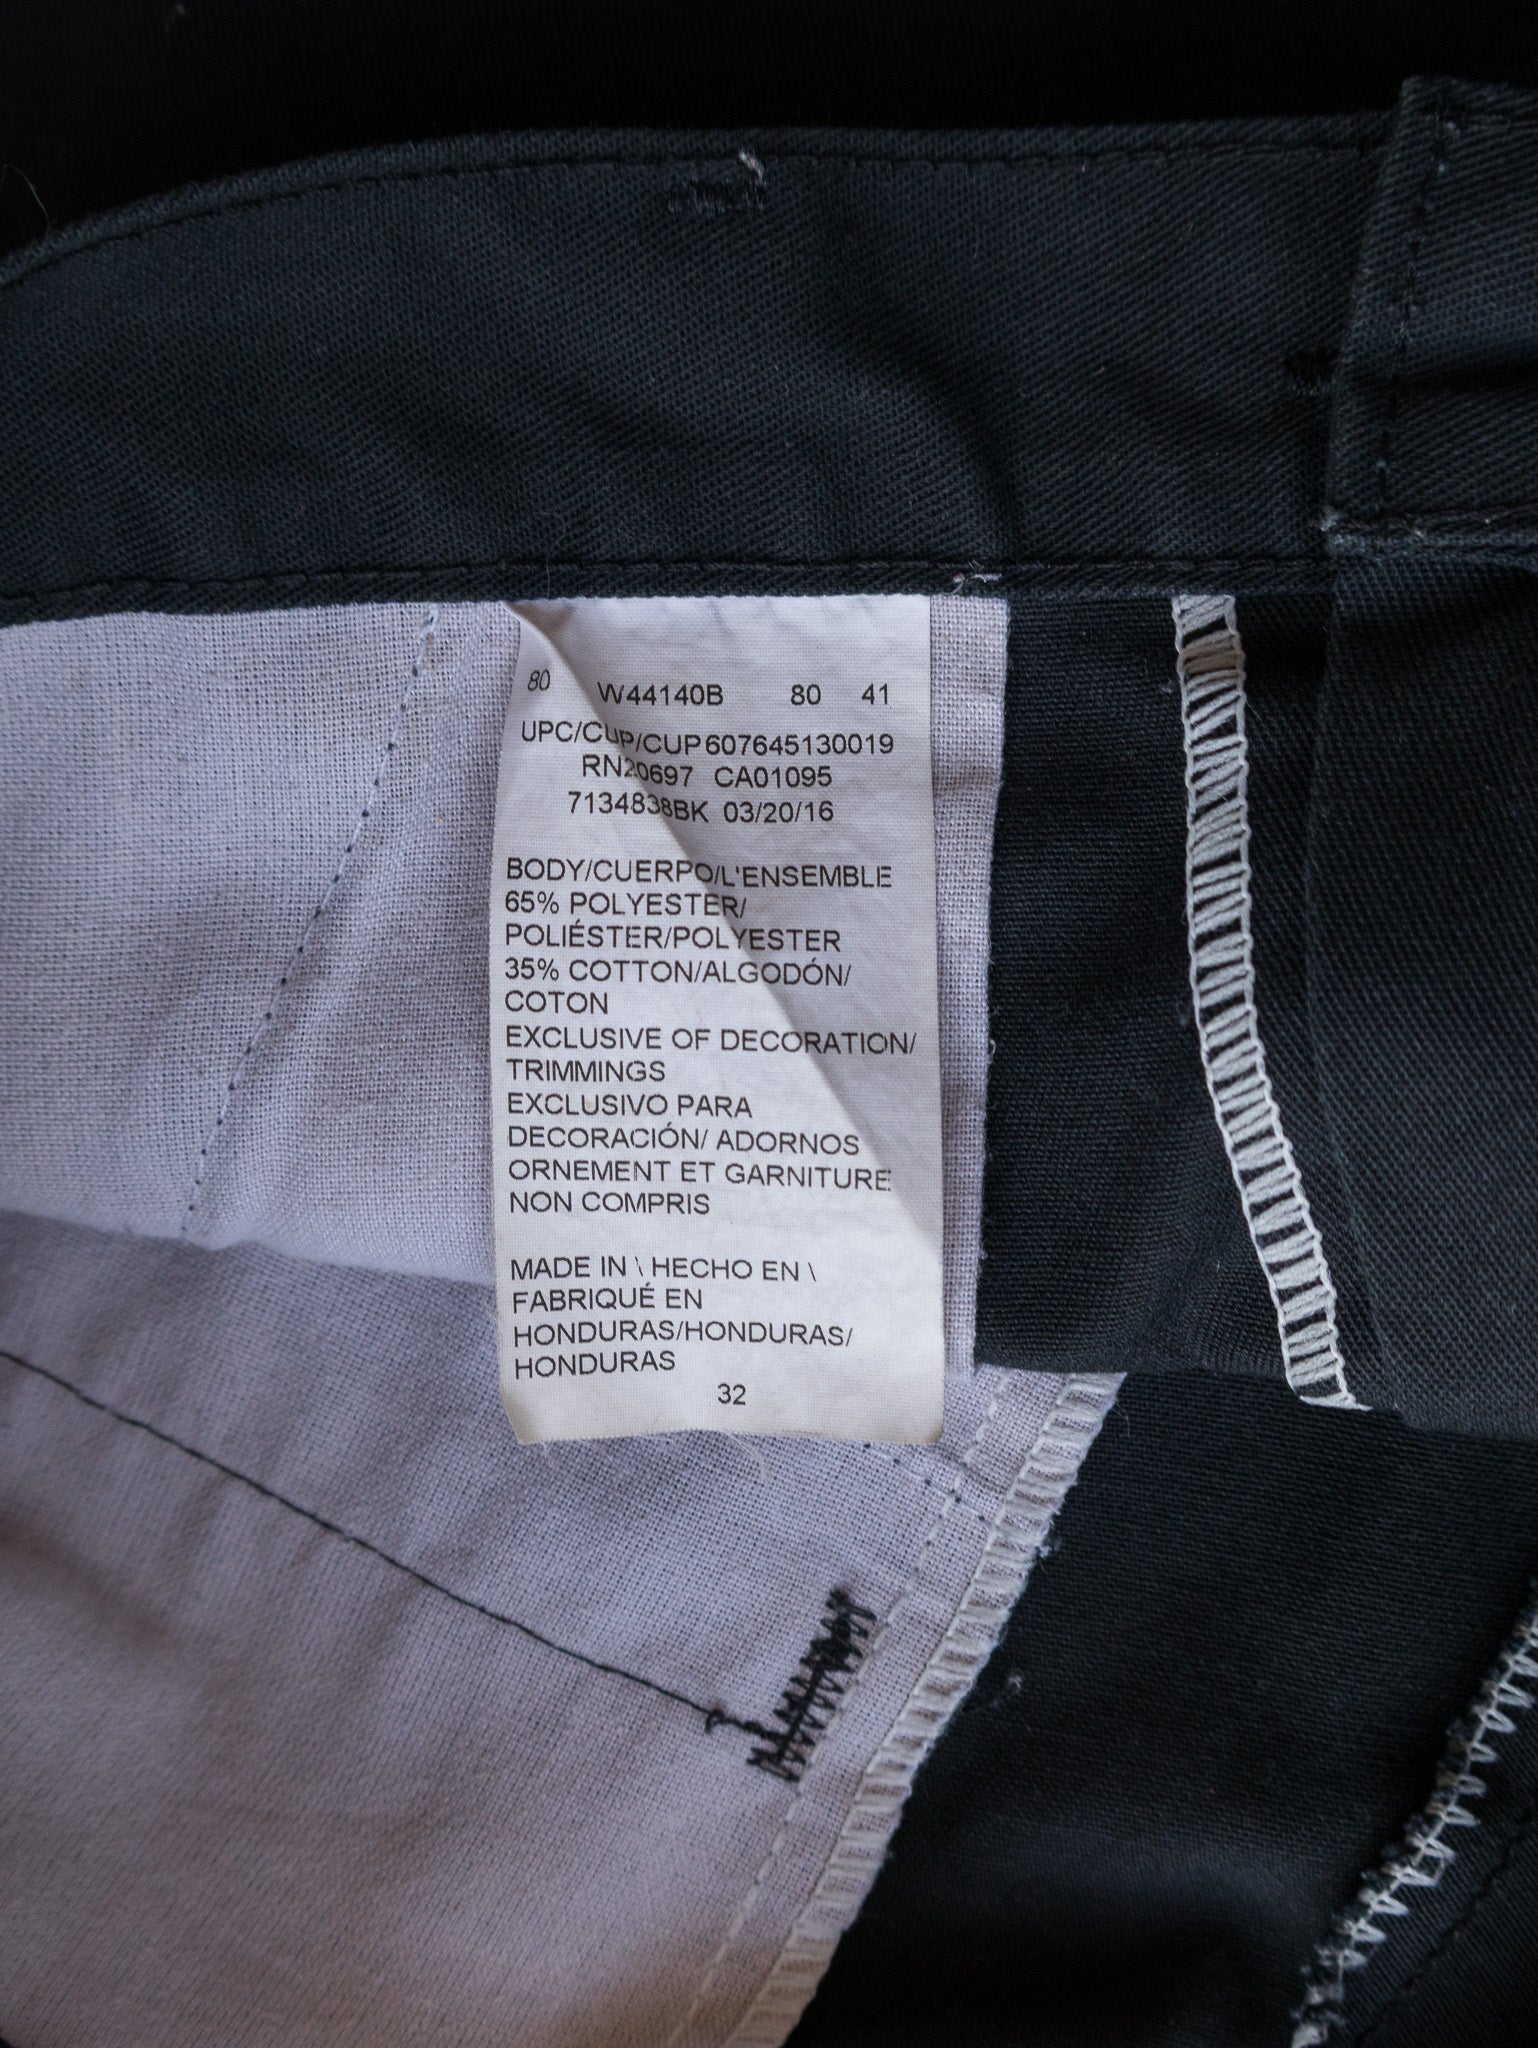 80 W44140B 80 41
UPC/CUP/CUP607645130019
RN20697 CA01095
7134838BK 03/20/16
BODY/CUERPO/L'ENSEMBLE
65% POLYESTER/
POLIÉSTER/POLYESTER
35% COTTON/ALGODÓN/
COTON
EXCLUSIVE OF DECORATION/
TRIMMINGS
EXCLUSIVO PARA
DECORACIÓN/ ADORNOS
ORNEMENT ET GARNITURE
NON COMPRIS
MADE IN \ HECHO EN \
FABRIQUÉ EN
HONDURAS/HONDURAS/
HONDURAS
32